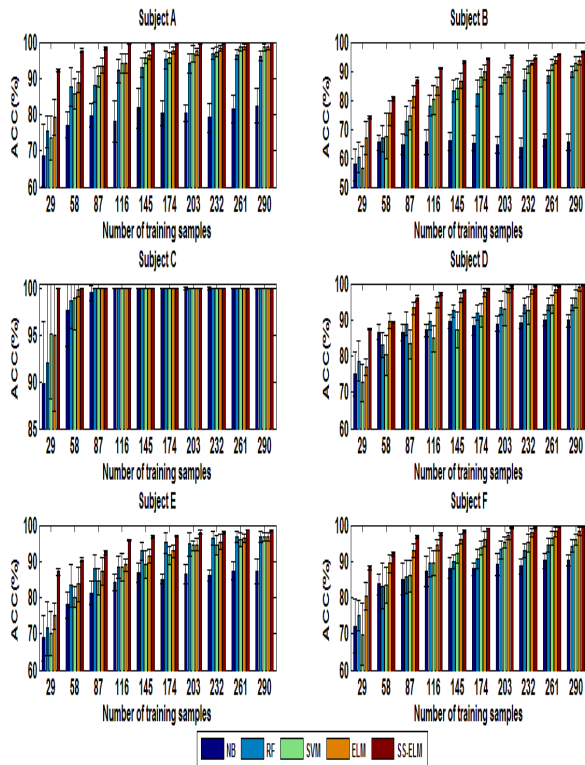 Subject A
ACC(%)
100
90
80
70
60
29 58 87 116 145 174 203 232 261 290
Number of training samples
Subject B
ACC(%)
100
90
80
70
60
50
29 58 87 116 145 174 203 232 261 290
Number of training samples
Subject C
ACC(%)
100
95
90
85
29 58 87 116 145 174 203 232 261 290
Number of training samples
Subject D
ACC(%)
100
90
80
70
60
29 58 87 116 145 174 203 232 261 290
Number of training samples
Subject E
ACC(%)
100
90
80
70
60
29 58 87 116 145 174 203 232 261 290
Number of training samples
Subject F
ACC(%)
100
90
80
70
60
29 58 87 116 145 174 203 232 261 290
Number of training samples
NB RF SVM ELM SS-ELM